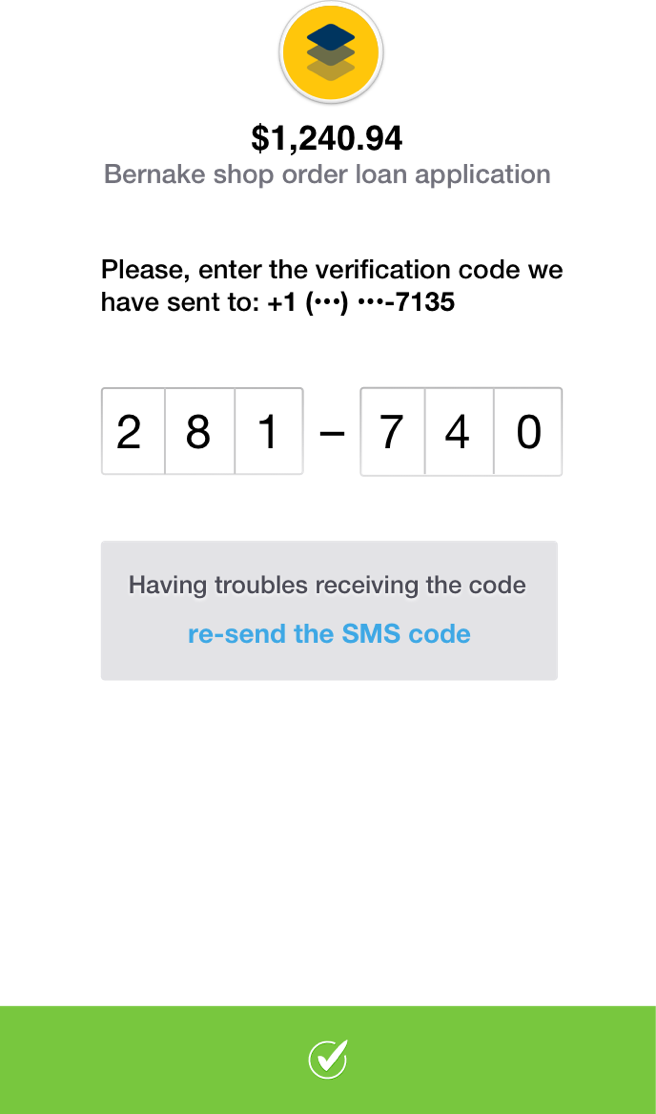 $1,240.94
Bernake shop order loan application
Please, enter the verification code we
have sent to: +1 (•••) •••-7135
2 8 1 – 7 4 0
Having troubles receiving the code
re-send the SMS code